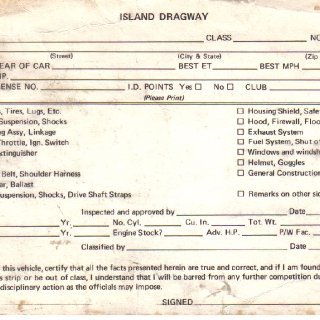 ISLAND DRAGWAY
CLASS NO
(Street) (City & State) (Zip
EAR OF CAR BEST ET BEST MPH
IP.
ENSE NO. I.D. POINTS Yes ☐ No ☐ CLUB
(Please Print)
, Tires, Lugs, Etc. ☐ Housing Shield, Safe
Suspension, Shocks ☐ Hood, Firewall, Floo
ng Assy, Linkage ☐ Exhaust System
Throttle, Ign. Switch ☐ Fuel System, Shut of
tinguisher ☐ Windows and windsh
☐ Helmet, Goggles
Belt, Shoulder Harness ☐ General Construction
ar, Ballast
uspension, Shocks, Drive Shaft Straps ☐ Remarks on other sid
Inspected and approved by Date
Yr. No. Cyl. Cu. In. Tot. Wt.
Yr. Engine Stock? Adv. H.P. P/W Fac.
Classified by Date
this vehicle, certify that all the facts presented herein are true and correct, and if I am found
s strip or be out of class, I understand that I will be barred from any further competition du
disciplinary action as the officials may impose.
SIGNED